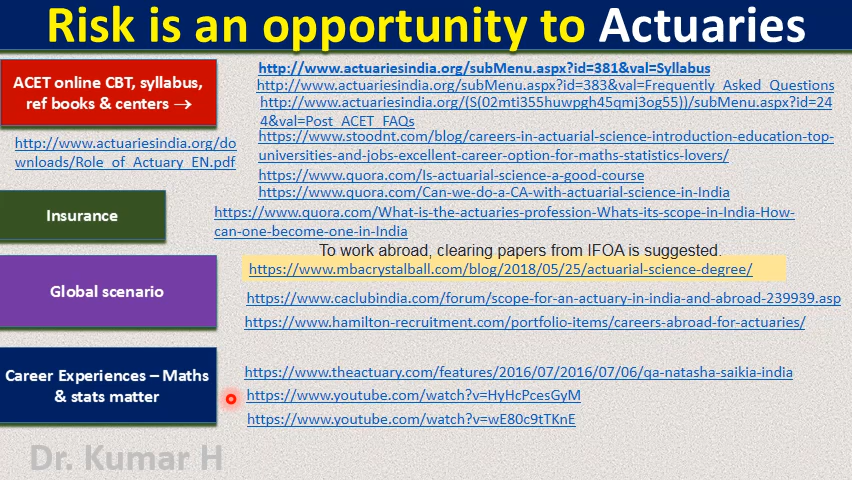 Risk is an opportunity to Actuaries
ACET online CBT, syllabus,
ref books & centers →
http://www.actuariesindia.org/do
wnloads/Role_of_Actuary_EN.pdf
http://www.actuariesindia.org/subMenu.aspx?id=381&val=Syllabus
http://www.actuariesindia.org/subMenu.aspx?id=383&val=Frequently_Asked_Questions
http://www.actuariesindia.org/(S(02mti355huwpgh45qmj3og55))/subMenu.aspx?id=24
4&val=Post_ACET_FAQs
https://www.stoodnt.com/blog/careers-in-actuarial-science-introduction-education-top-
universities-and-jobs-excellent-career-option-for-maths-statistics-lovers/
https://www.quora.com/Is-actuarial-science-a-good-course
https://www.quora.com/Can-we-do-a-CA-with-actuarial-science-in-India
Insurance
https://www.quora.com/What-is-the-actuaries-profession-Whats-its-scope-in-India-How-
can-one-become-one-in-India
To work abroad, clearing papers from IFOA is suggested.
Global scenario
https://www.mbacrystalball.com/blog/2018/05/25/actuarial-science-degree/
https://www.caclubindia.com/forum/scope-for-an-actuary-in-india-and-abroad-239939.asp
https://www.hamilton-recruitment.com/portfolio-items/careers-abroad-for-actuaries/
Career Experiences – Maths
& stats matter
https://www.theactuary.com/features/2016/07/2016/07/06/qa-natasha-saikia-india
https://www.youtube.com/watch?v=HyHcPcesGyM
https://www.youtube.com/watch?v=wE80c9tTKnE
Dr. Kumar H